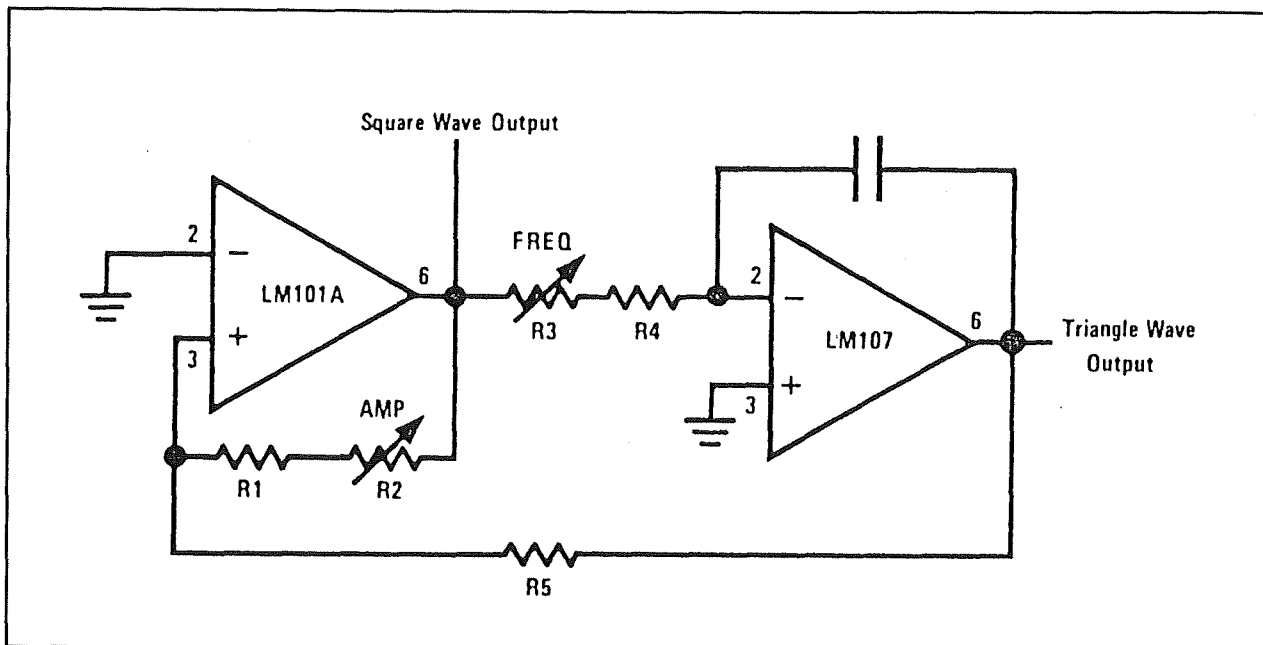 Square Wave Output
FREQ
2
−
LM101A
6
+
3
R3
R4
2
−
LM107
6
Triangle Wave
Output
+
3
AMP
R1
R2
R5